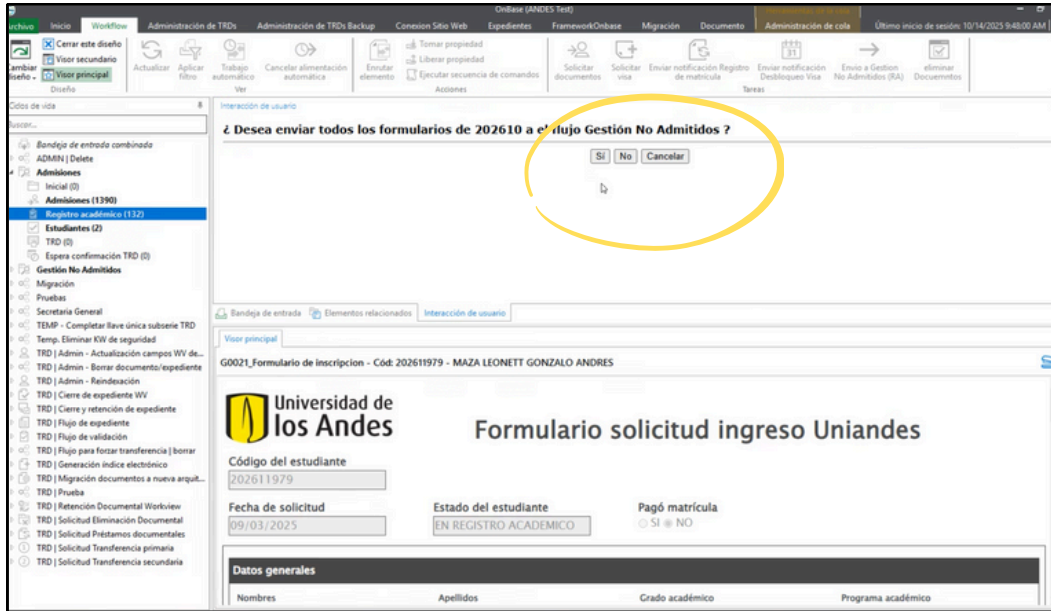 OnBase (ANDES Test)
Archivo Inicio Workflow Administración de TRDs Administración de TRDs Backup Conexion Sitio Web Expedientes FrameworkOnbase Migración Documento Administración de cola Último inicio de sesión: 10/14/2025 9:48:00 AM
Cambiar diseño
Cerrar este diseño
Visor secundario
Visor principal
Diseño
Actualizar
Aplicar filtro
Trabajo automático
Cancelar alimentación automática
Ver
Enrutar elemento
Tomar propiedad
Liberar propiedad
Ejecutar secuencia de comandos
Acciones
Solicitar documentos
Solicitar visa
Enviar notificación Registro de matrícula
Enviar notificación Desbloqueo Visa
Envio a Gestion No Admitidos (RA)
eliminar Docuemntos
Tareas
Ciclos de vida
Buscar...
Bandeja de entrada combinada
ADMIN | Delete
Admisiones
Inicial (0)
Admisiones (1390)
Registro académico (132)
Estudiantes (2)
TRD (0)
Espera confirmación TRD (0)
Gestión No Admitidos
Migración
Pruebas
Secretaria General
TEMP - Completar llave única subserie TRD
Temp. Eliminar KW de seguridad
TRD | Admin - Actualización campos WV de...
TRD | Admin - Borrar documento/expediente
TRD | Admin - Reindexación
TRD | Cierre de expediente WV
TRD | Cierre y retención de expediente
TRD | Flujo de expediente
TRD | Flujo de validación
TRD | Flujo para forzar transferencia | borrar
TRD | Generación índice electrónico
TRD | Migración documentos a nueva arquit...
TRD | Prueba
TRD | Retención Documental Workview
TRD | Solicitud Eliminación Documental
TRD | Solicitud Préstamos documentales
TRD | Solicitud Transferencia primaria
TRD | Solicitud Transferencia secundaria
Interacción de usuario
¿ Desea enviar todos los formularios de 202610 a el flujo Gestión No Admitidos ?
Sí No Cancelar
Bandeja de entrada Elementos relacionados Interacción de usuario
Visor principal
G0021_Formulario de inscripcion - Cód: 202611979 - MAZA LEONETT GONZALO ANDRES
Universidad de
los Andes
Formulario solicitud ingreso Uniandes
Código del estudiante
202611979
Fecha de solicitud Estado del estudiante Pagó matrícula
09/03/2025 EN REGISTRO ACADEMICO SI NO
Datos generales
Nombres Apellidos Grado académico Programa académico